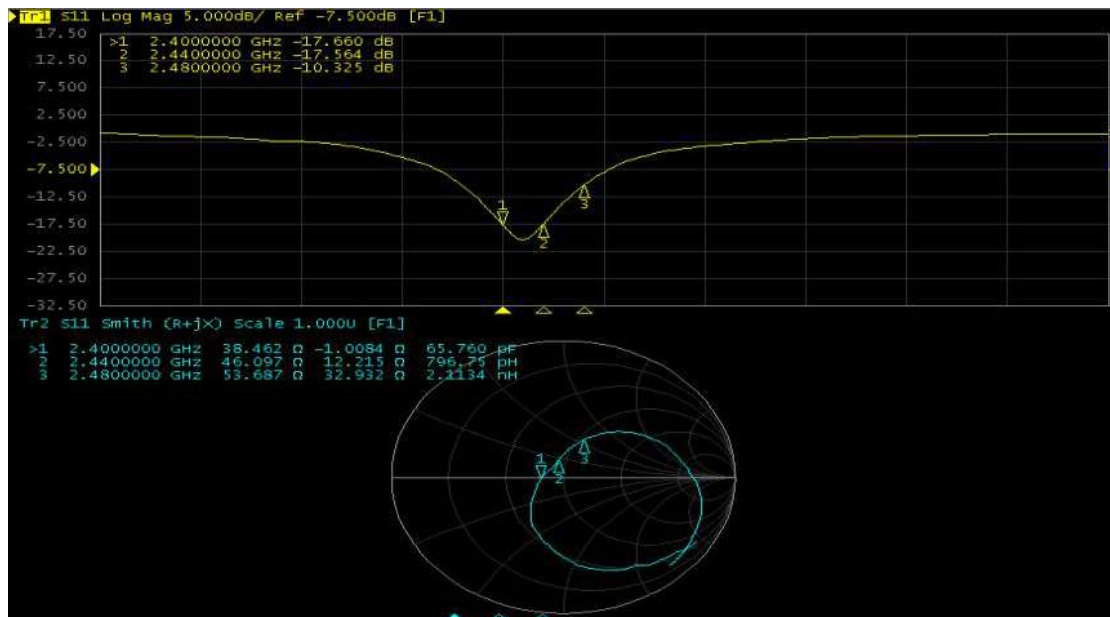 Tr1 S11 Log Mag 5.000dB/ Ref -7.500dB [F1]
17.50
>1 2.4000000 GHz -17.660 dB
2 2.4400000 GHz -17.564 dB
12.50
3 2.4800000 GHz -10.325 dB
7.500
2.500
-2.500
-7.500
-12.50
1
3
-17.50
2
-22.50
-27.50
-32.50
Tr2 S11 Smith (R+jX) Scale 1.000U [F1]
>1 2.4000000 GHz 38.462 Ω -1.0084 Ω 65.760 pF
2 2.4400000 GHz 46.097 Ω 12.215 Ω 796.75 pH
3 2.4800000 GHz 53.687 Ω 32.932 Ω 2.1134 nH
1
3
2